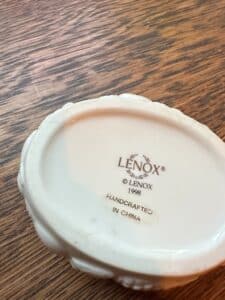 LENOX®
© LENOX
1998
HANDCRAFTED
IN CHINA